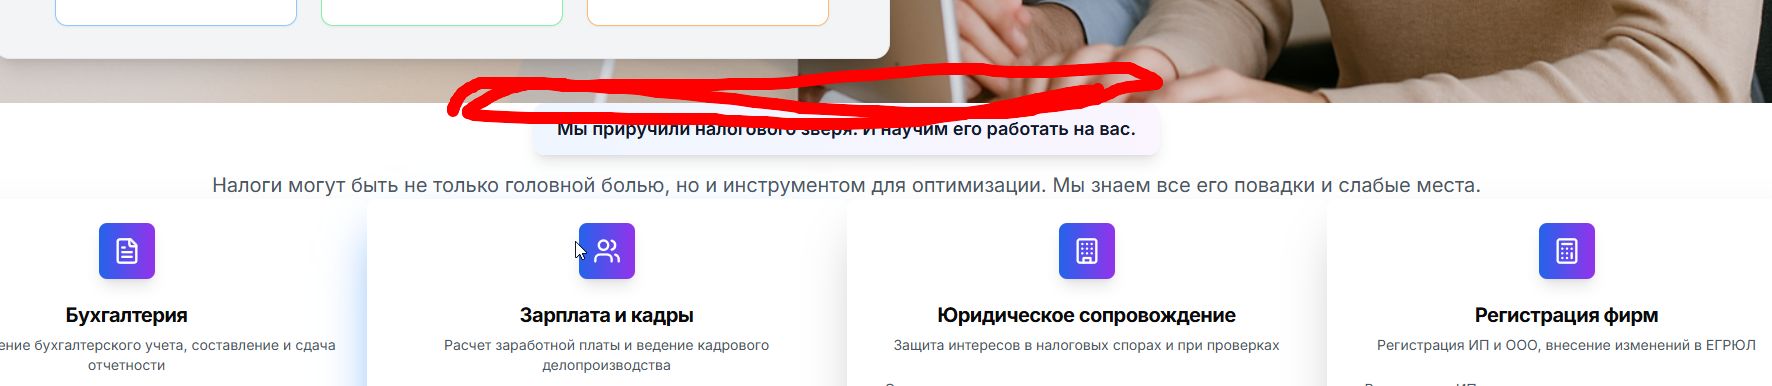 Мы приручили налогового зверя. И научим его работать на вас.
Налоги могут быть не только головной болью, но и инструментом для оптимизации. Мы знаем все его повадки и слабые места.
Бухгалтерия
Зарплата и кадры
Юридическое сопровождение
Регистрация фирм
бухгалтерского учета, составление и сдача
отчетности
Расчет заработной платы и ведение кадрового
делопроизводства
Защита интересов в налоговых спорах и при проверках
Регистрация ИП и ООО, внесение изменений в ЕГРЮЛ